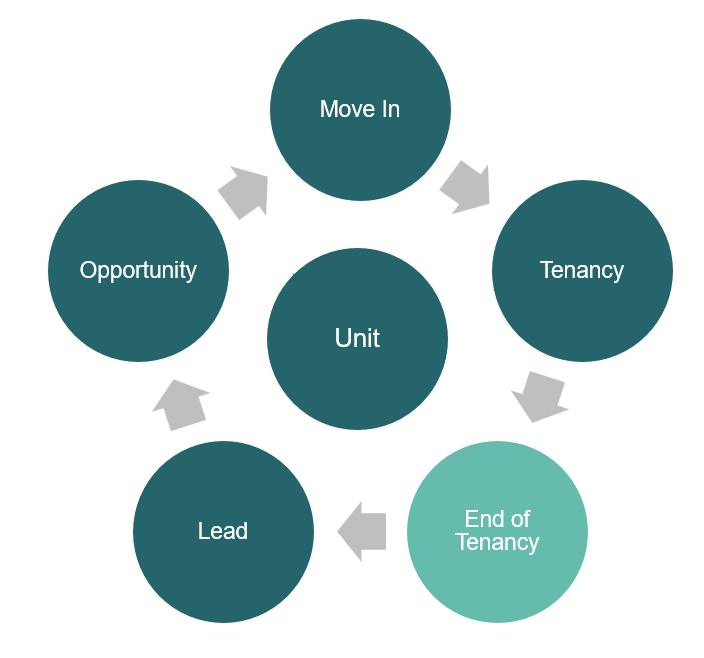 Move In
Opportunity
Tenancy
Unit
Lead
End of
Tenancy